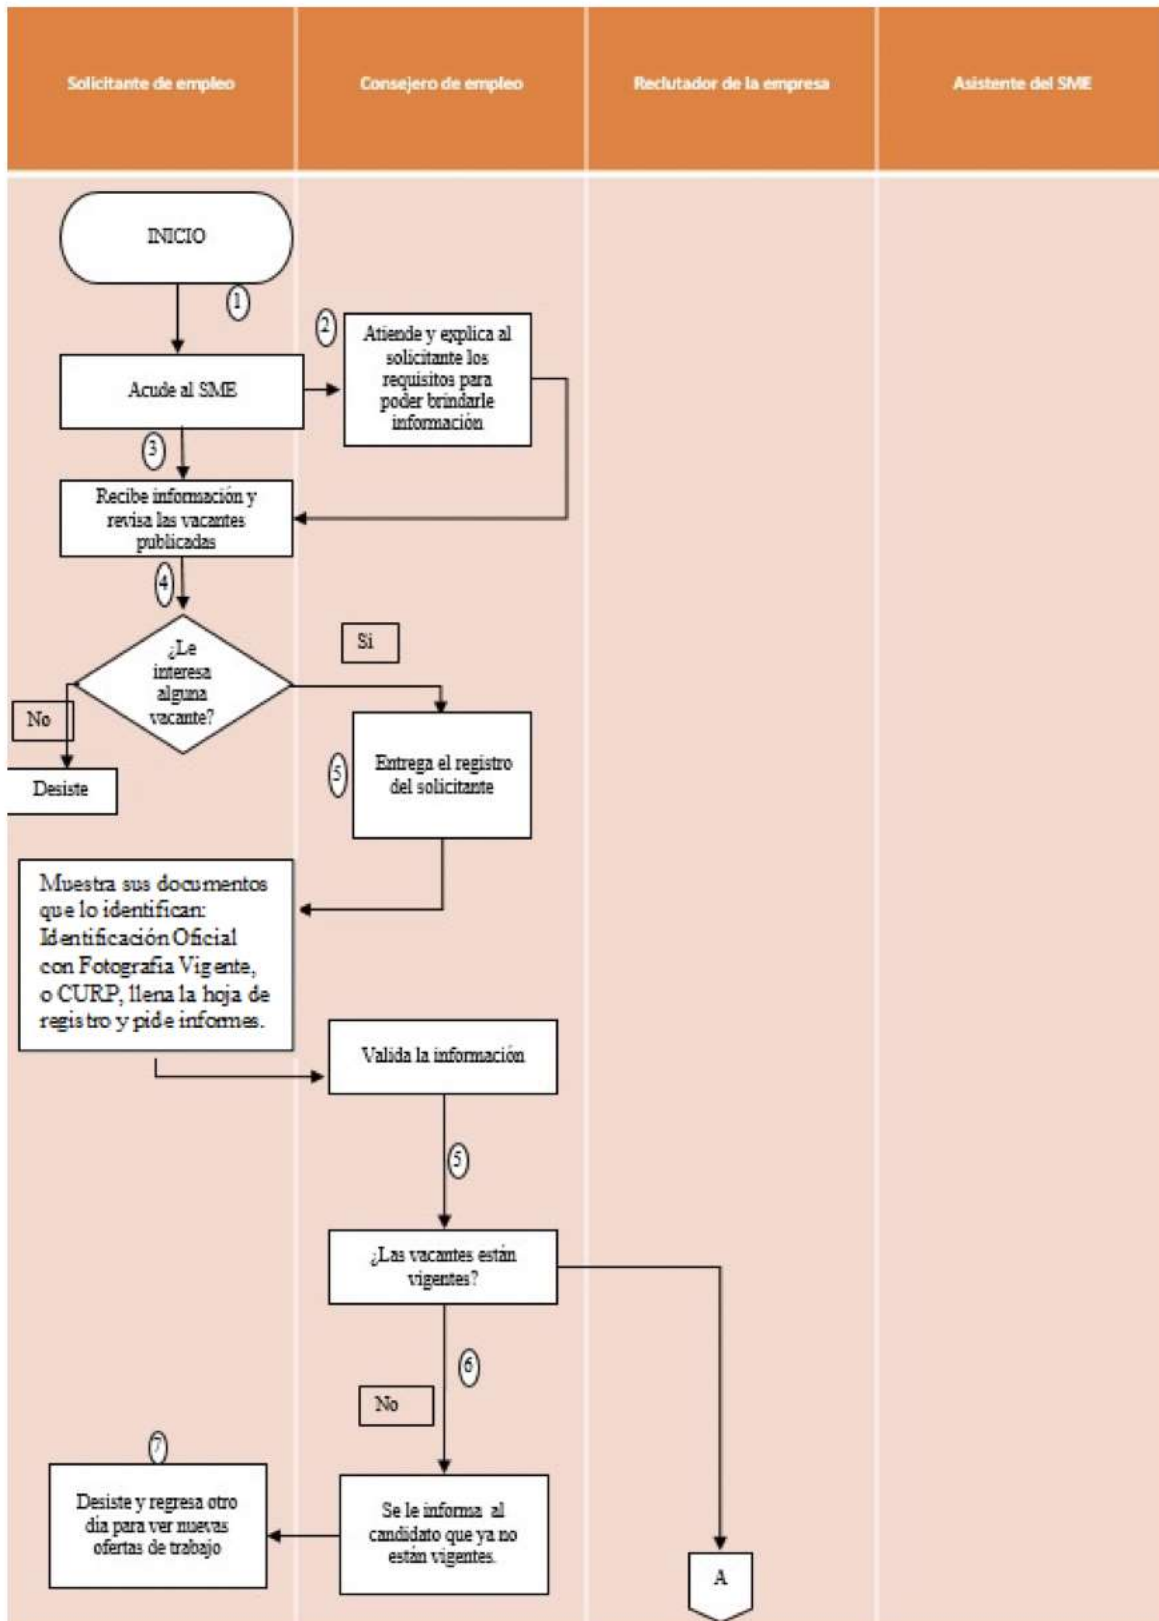 Solicitante de empleo
Consejero de empleo
Reclutador de la empresa
Asistente del SME
INICIO
1
2
Atiende y explica al
solicitante los
requisitos para
poder brindarle
información
Acude al SME
3
Recibe información y
revisa las vacantes
publicadas
4
¿Le
interesa
alguna
vacante?
Si
No
Desiste
5
Entrega el registro
del solicitante
Muestra sus documentos
que lo identifican:
Identificación Oficial
con Fotografía Vigente,
o CURP, llena la hoja de
registro y pide informes.
Valida la información
5
¿Las vacantes están
vigentes?
6
No
7
Desiste y regresa otro
día para ver nuevas
ofertas de trabajo
Se le informa al
candidato que ya no
están vigentes.
A